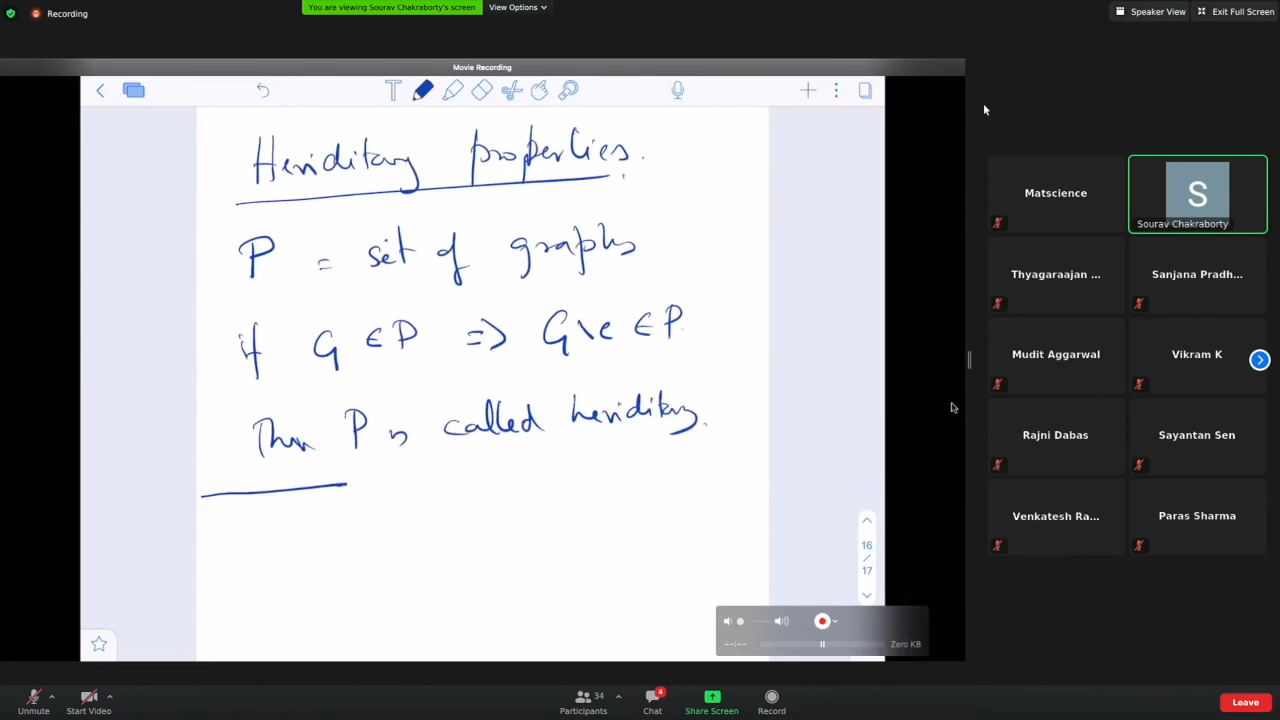 Recording
You are viewing Sourav Chakraborty's screen
View Options
Speaker View
Exit Full Screen
Movie Recording
Heriditary properties.
P = set of graphs
if G ∈ P => G\e ∈ P.
Then P is called heriditary.
16
/
17
--:--
Zero KB
Matscience
S
Sourav Chakraborty
Thyagaraajan ...
Sanjana Pradh...
Mudit Aggarwal
Vikram K
Rajni Dabas
Sayantan Sen
Venkatesh Ra...
Paras Sharma
Unmute
Start Video
34
Participants
4
Chat
Share Screen
Record
Leave